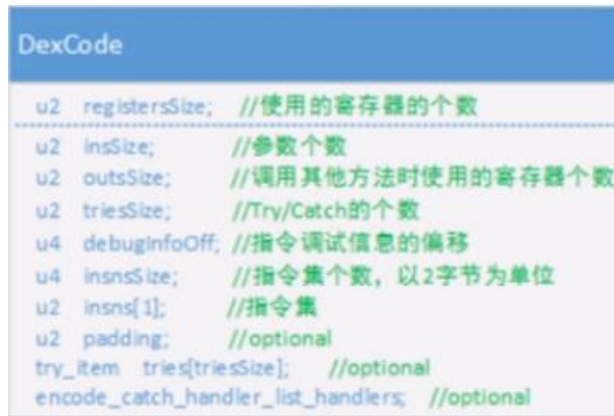 DexCode
u2 registersSize; //使用的寄存器的个数
u2 insSize; //参数个数
u2 outsSize; //调用其他方法时使用的寄存器个数
u2 triesSize; //Try/Catch的个数
u4 debugInfoOff; //指令调试信息的偏移
u4 insnsSize; //指令集个数，以2字节为单位
u2 insns[1]; //指令集
u2 padding; //optional
try_item tries[triesSize]; //optional
encode_catch_handler_list_handlers; //optional